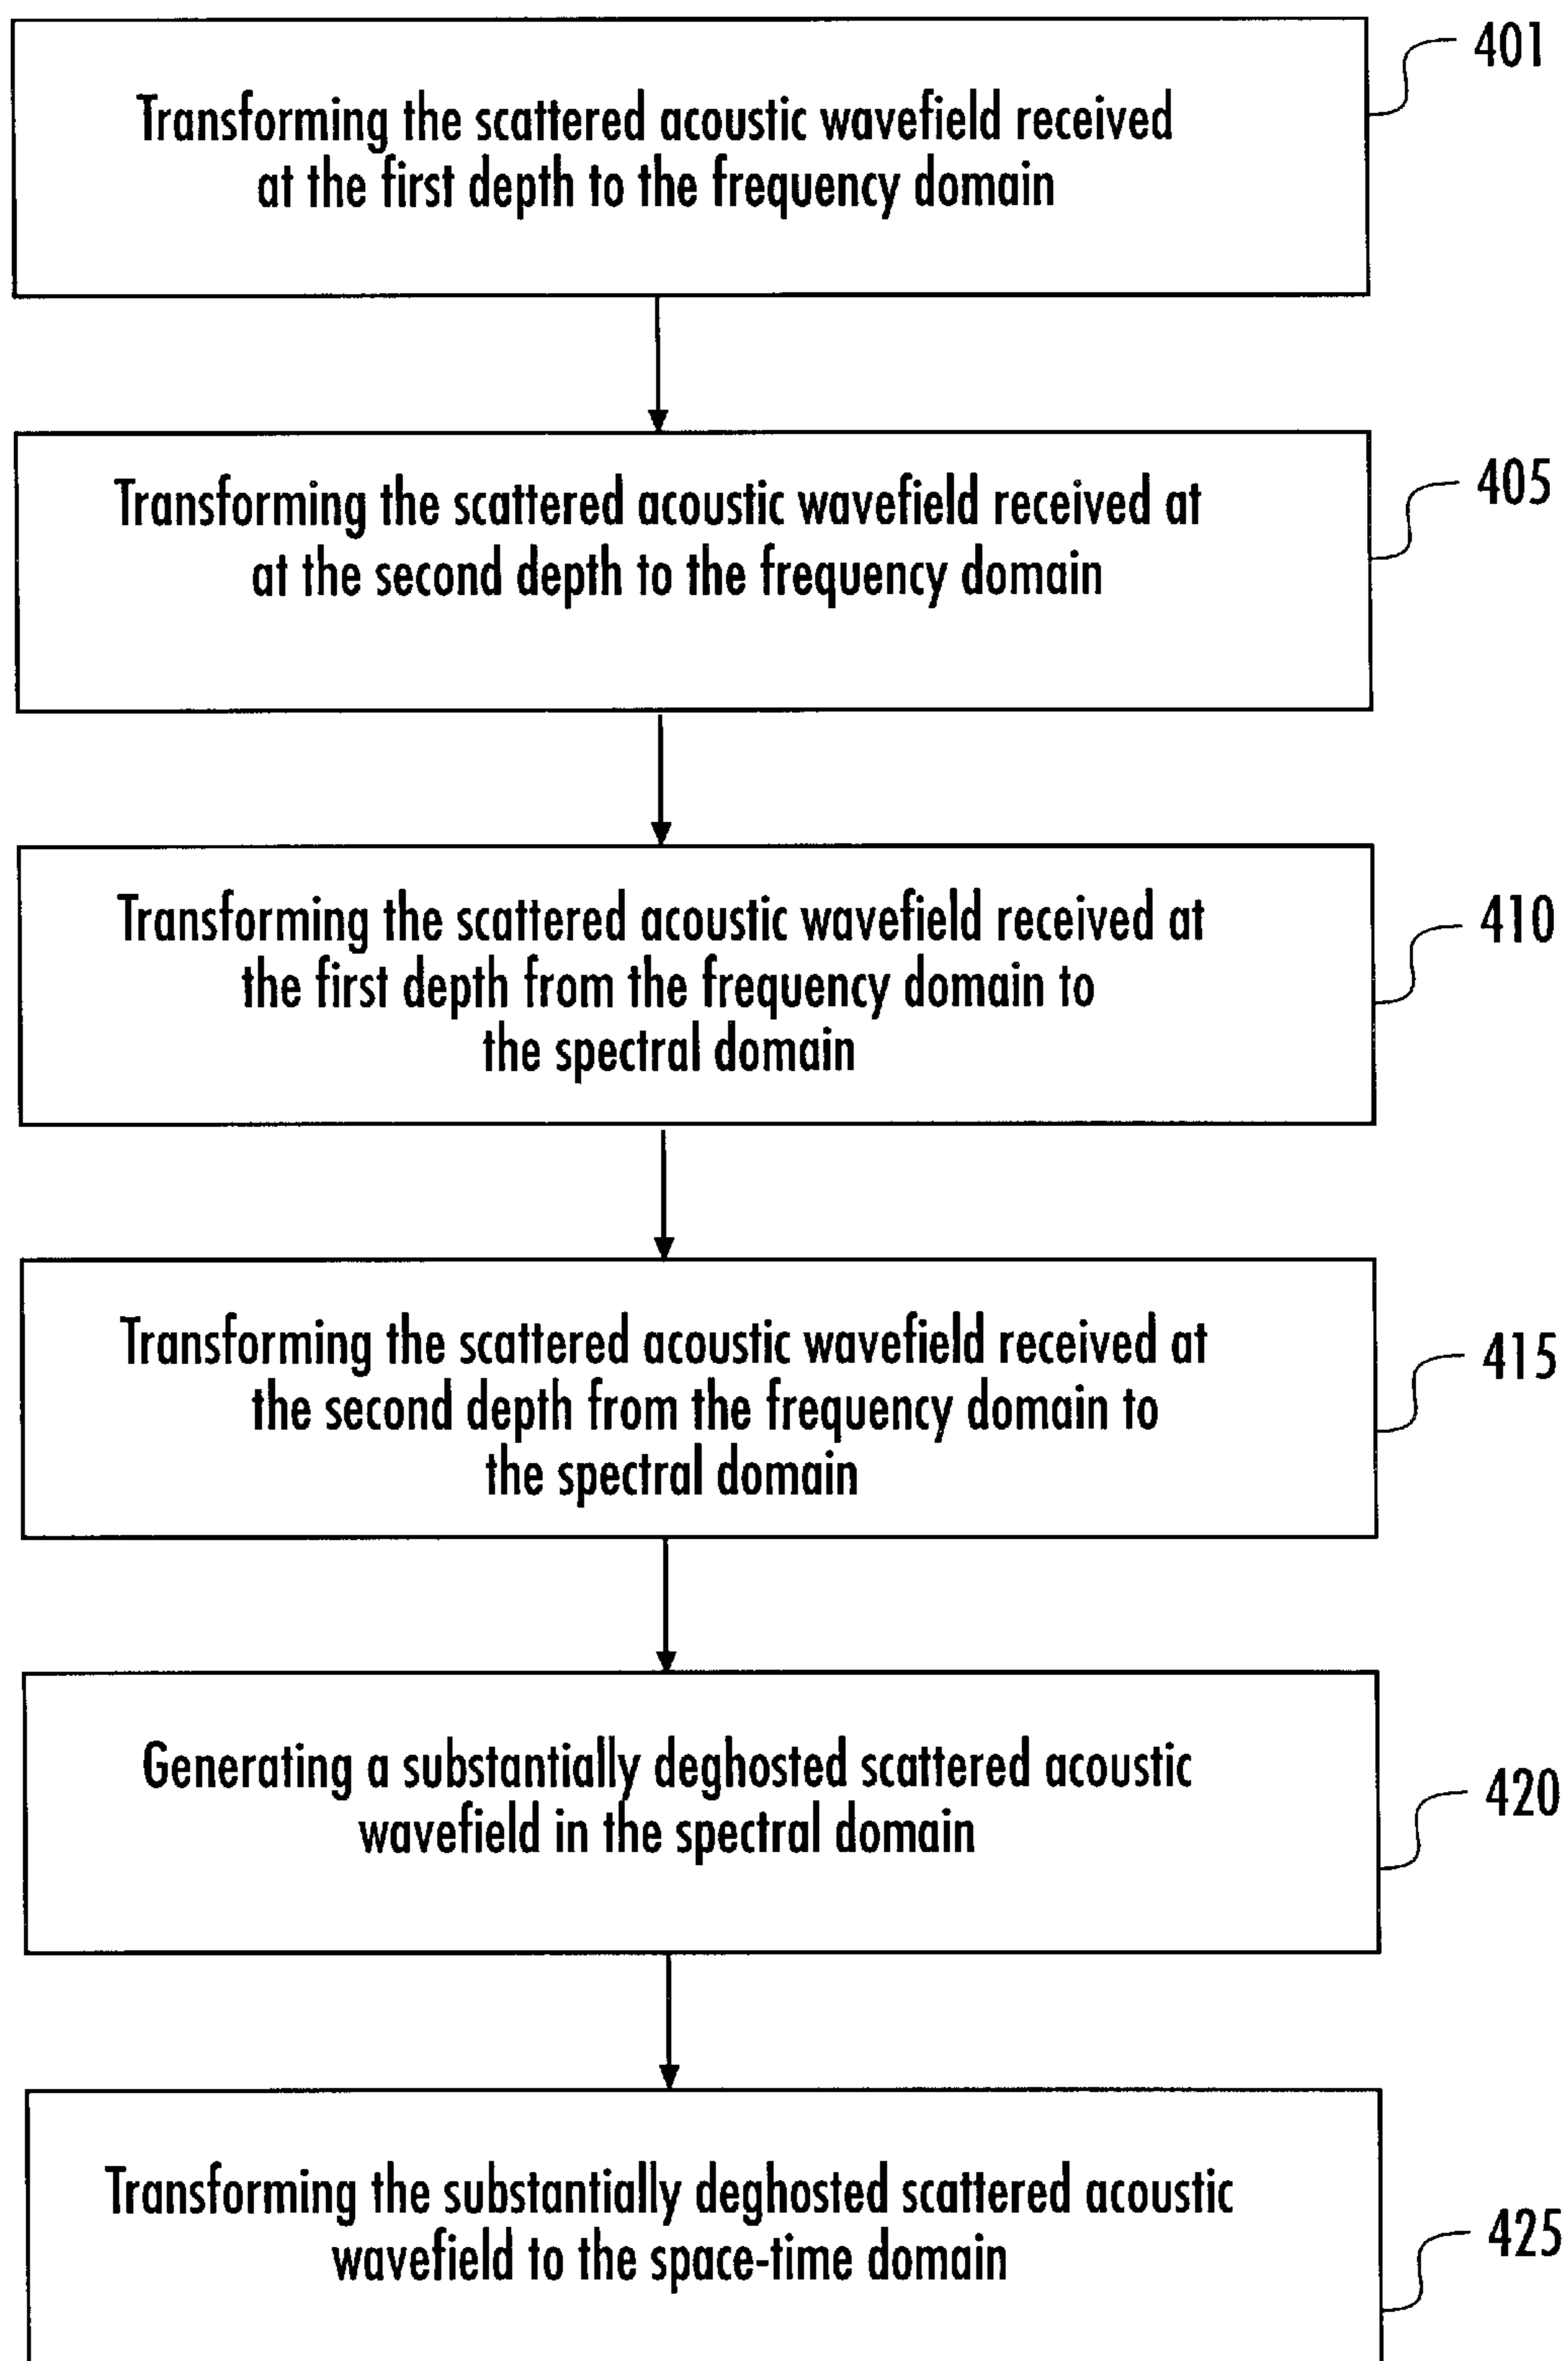 401
Transforming the scattered acoustic wavefield received
at the first depth to the frequency domain
405
Transforming the scattered acoustic wavefield received at
at the second depth to the frequency domain
410
Transforming the scattered acoustic wavefield received at
the first depth from the frequency domain to
the spectral domain
415
Transforming the scattered acoustic wavefield received at
the second depth from the frequency domain to
the spectral domain
420
Generating a substantially deghosted scattered acoustic
wavefield in the spectral domain
425
Transforming the substantially deghosted scattered acoustic
wavefield to the space-time domain